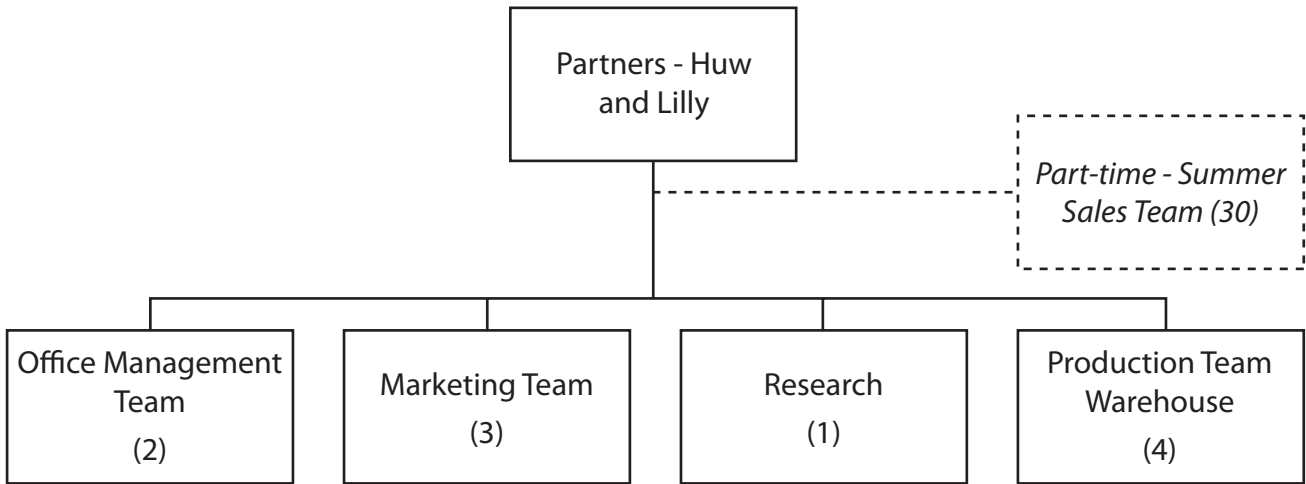 Partners - Huw
and Lilly
Part-time - Summer
Sales Team (30)
Office Management
Team
(2)
Marketing Team
(3)
Research
(1)
Production Team
Warehouse
(4)